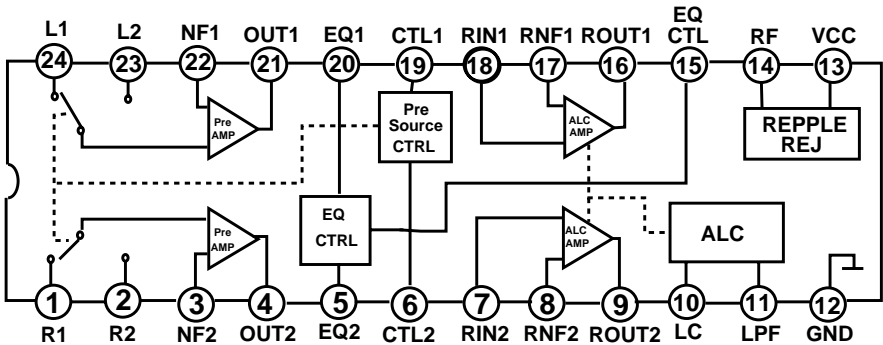 L1 L2 NF1 OUT1 EQ1 CTL1 RIN1 RNF1 ROUT1 EQ CTL RF VCC
24 23 22 21 20 19 18 17 16 15 14 13
Pre AMP
Pre Source CTRL
ALC AMP
REPPLE REJ
EQ CTRL
Pre AMP
ALC AMP
ALC
1 2 3 4 5 6 7 8 9 10 11 12
R1 R2 NF2 OUT2 EQ2 CTL2 RIN2 RNF2 ROUT2 LC LPF GND